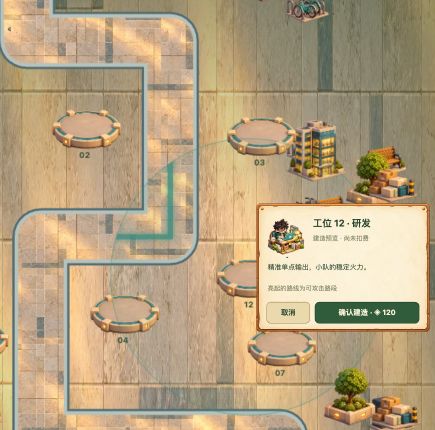 02
03
工位 12 · 研发
建造预览 · 尚未扣费
精准单点输出，小队的稳定火力。
亮起的路线为可攻击路段
取消
确认建造 · ◈ 120
12
04
07